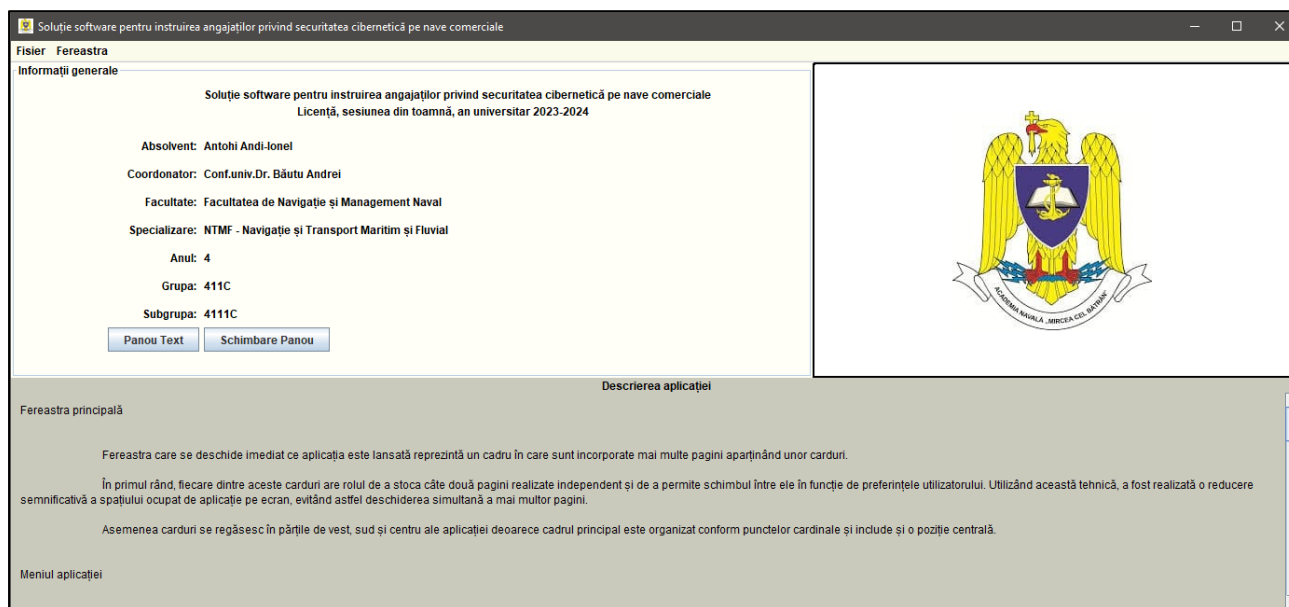 Soluție software pentru instruirea angajaților privind securitatea cibernetică pe nave comerciale
Fisier Fereastra
Informații generale
Soluție software pentru instruirea angajaților privind securitatea cibernetică pe nave comerciale
Licență, sesiunea din toamnă, an universitar 2023-2024
Absolvent: Antohi Andi-Ionel
Coordonator: Conf.univ.Dr. Băutu Andrei
Facultate: Facultatea de Navigație și Management Naval
Specializare: NTMF - Navigație și Transport Maritim și Fluvial
Anul: 4
Grupa: 411C
Subgrupa: 4111C
Panou Text Schimbare Panou
ACADEMIA NAVALĂ „MIRCEA CEL BĂTRÂN”
Descrierea aplicației
Fereastra principală
Fereastra care se deschide imediat ce aplicația este lansată reprezintă un cadru în care sunt incorporate mai multe pagini aparținând unor carduri.
În primul rând, fiecare dintre aceste carduri are rolul de a stoca câte două pagini realizate independent și de a permite schimbul între ele în funcție de preferințele utilizatorului. Utilizând această tehnică, a fost realizată o reducere
semnificativă a spațiului ocupat de aplicație pe ecran, evitând astfel deschiderea simultană a mai multor pagini.
Asemenea carduri se regăsesc în părțile de vest, sud și centru ale aplicației deoarece cadrul principal este organizat conform punctelor cardinale și include și o poziție centrală.
Meniul aplicației